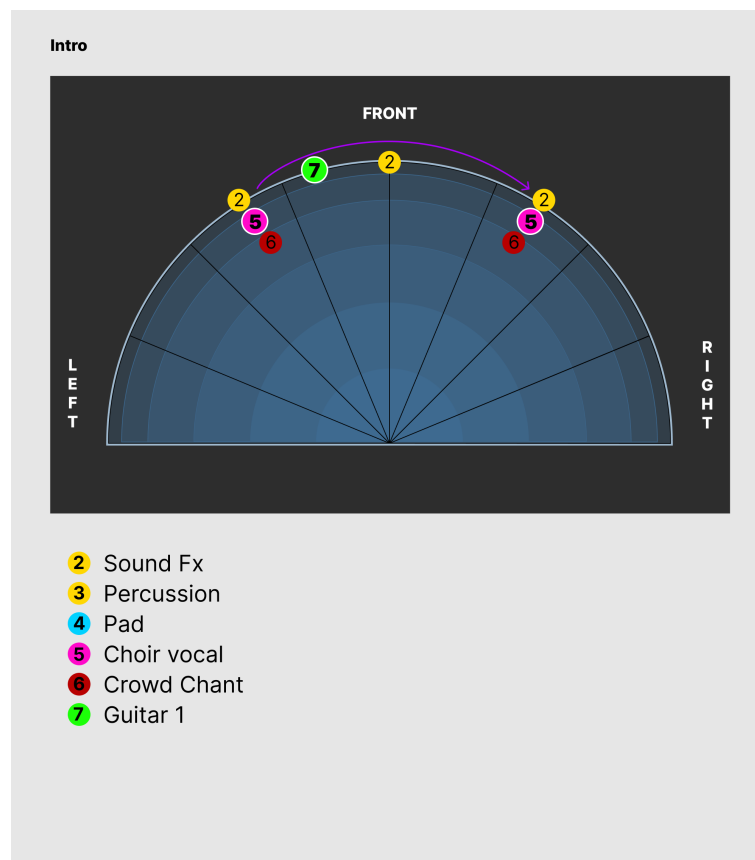 Intro
FRONT
7
2
2
2
5
5
6
6
L
E
F
T
R
I
G
H
T
2 Sound Fx
3 Percussion
4 Pad
5 Choir vocal
6 Crowd Chant
7 Guitar 1